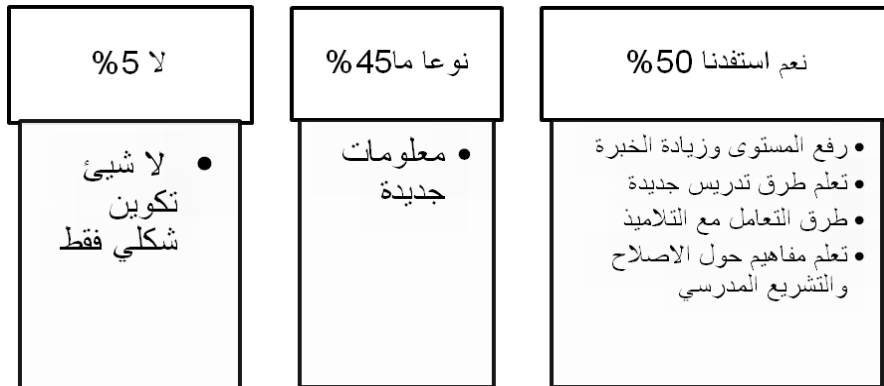 نعم استفدنا 50%
• رفع المستوى وزيادة الخبرة
• تعلم طرق تدريس جديدة
• طرق التعامل مع التلاميذ
• تعلم مفاهيم حول الاصلاح
والتشريع المدرسي
نوعا ما45%
• معلومات
جديدة
لا 5%
• لا شيئ
تكوين
شكلي فقط